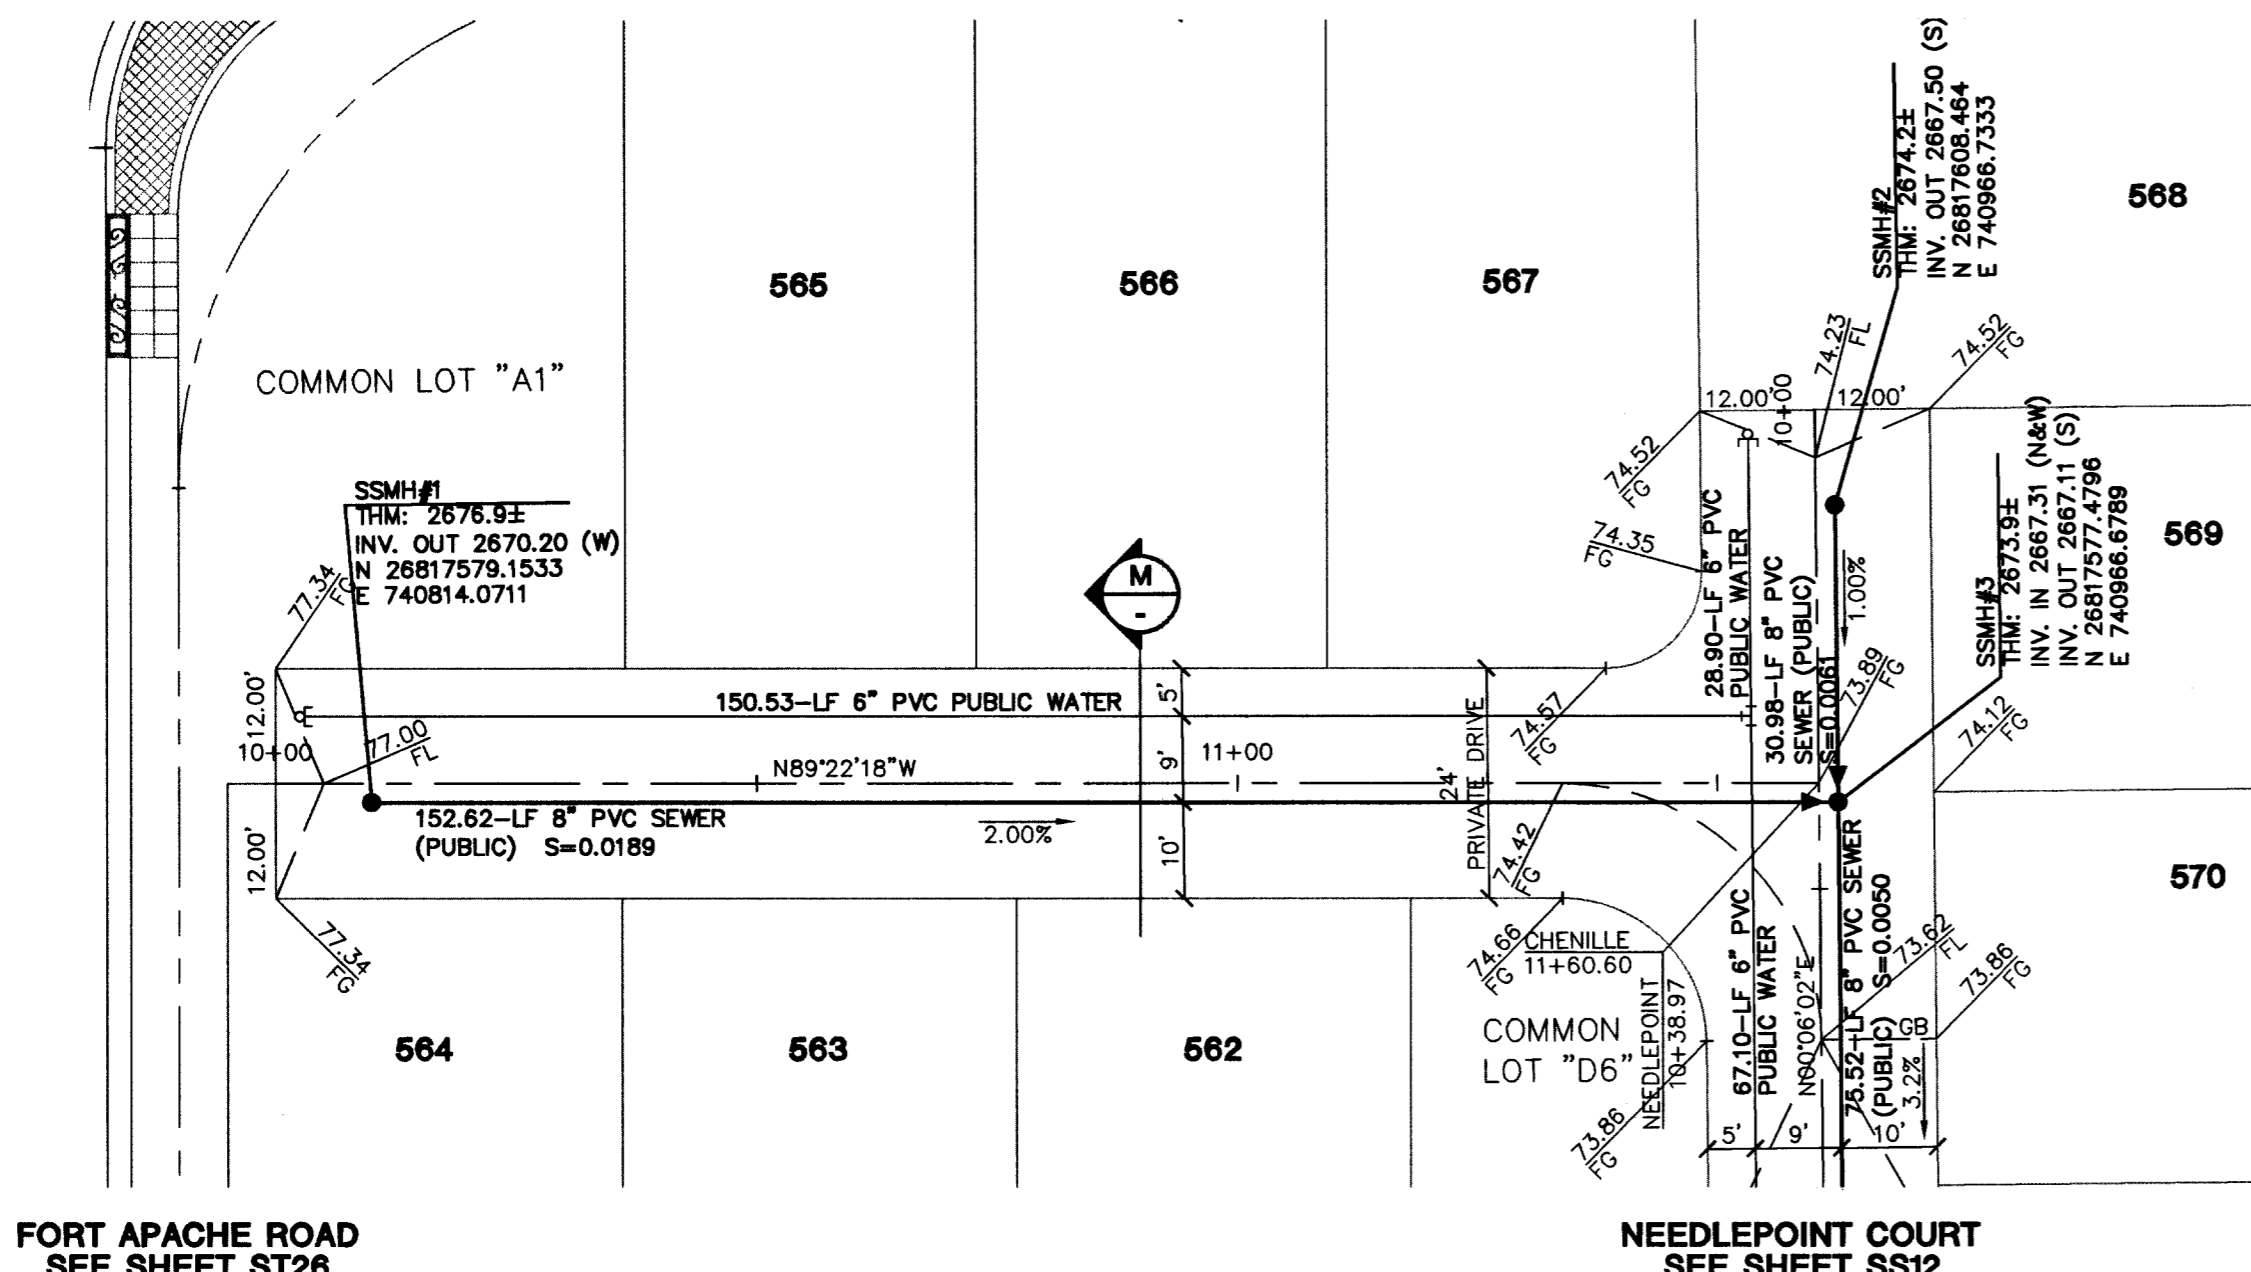 565
566
567
568
569
570
564
563
562
COMMON LOT "A1"
SSMH#1
THM: 2676.9±
INV. OUT 2670.20 (W)
N 26817579.1533
E 740814.0711
77.34
FG
12.00'
10+00
77.00
FL
12.00'
77.34
FG
150.53-LF 6" PVC PUBLIC WATER
N89°22'18"W
152.62-LF 8" PVC SEWER
(PUBLIC) S=0.0189
2.00%
M
-
5'
9'
10'
11+00
24'
PRIVATE DRIVE
74.57
FG
74.42
FG
74.66
FG
CHENILLE
11+60.60
NEEDLEPOINT
10+38.97
COMMON
LOT "D6"
73.86
FG
74.52
FG
74.35
FG
12.00'
10+00
12.00'
74.23
FL
74.52
FG
SSMH#2
THM: 2674.2±
INV. OUT 2667.50 (S)
N 26817608.464
E 740966.7333
28.90-LF 6" PVC
PUBLIC WATER
30.98-LF 8" PVC
SEWER (PUBLIC)
S=0.0061
1.00%
73.89
FG
SSMH#3
THM: 2673.9±
INV. IN 2667.31 (N&W)
INV. OUT 2667.11 (S)
N 26817577.4796
E 740966.6789
74.12
FG
67.10-LF 6" PVC
PUBLIC WATER
N00°06'02"E
75.52-LF 8" PVC SEWER
(PUBLIC) S=0.0050
73.62
FL
73.86
FG
GB
3.2%
5'
9'
10'
FORT APACHE ROAD
SEE SHEET ST26
NEEDLEPOINT COURT
SEE SHEET SS12